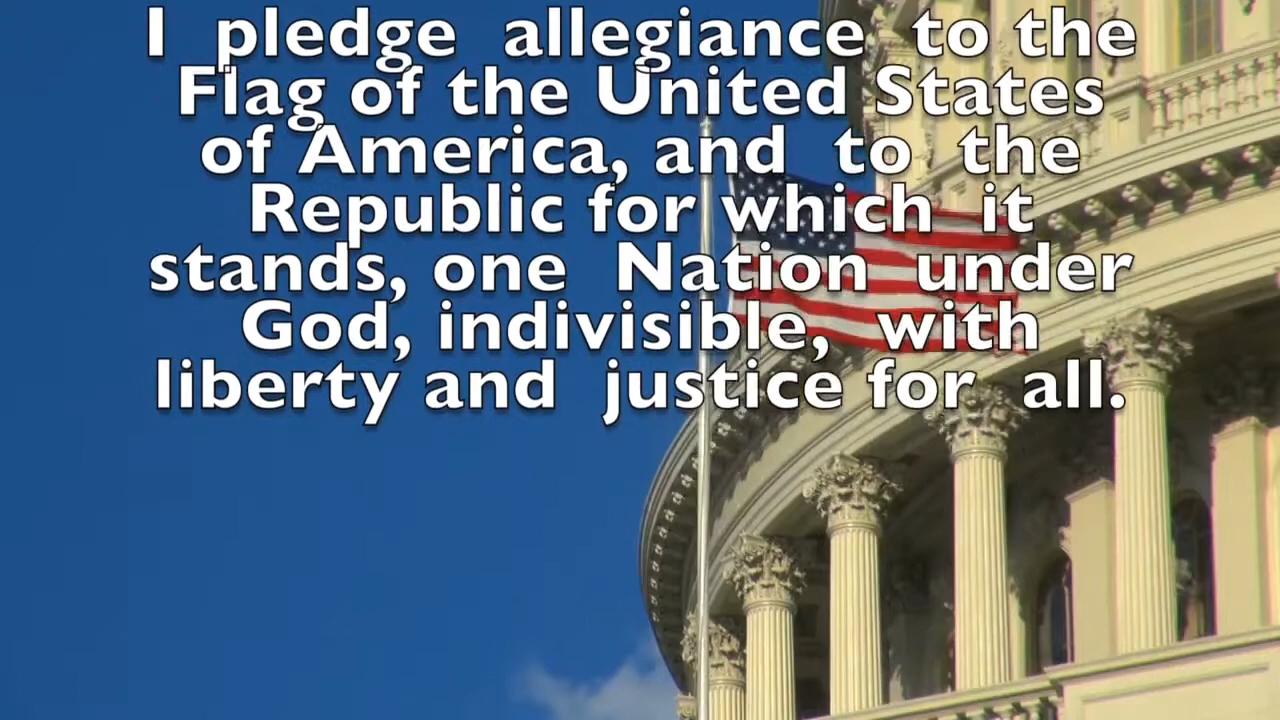 I pledge allegiance to the
Flag of the United States
of America, and to the
Republic for which it
stands, one Nation under
God, indivisible, with
liberty and justice for all.